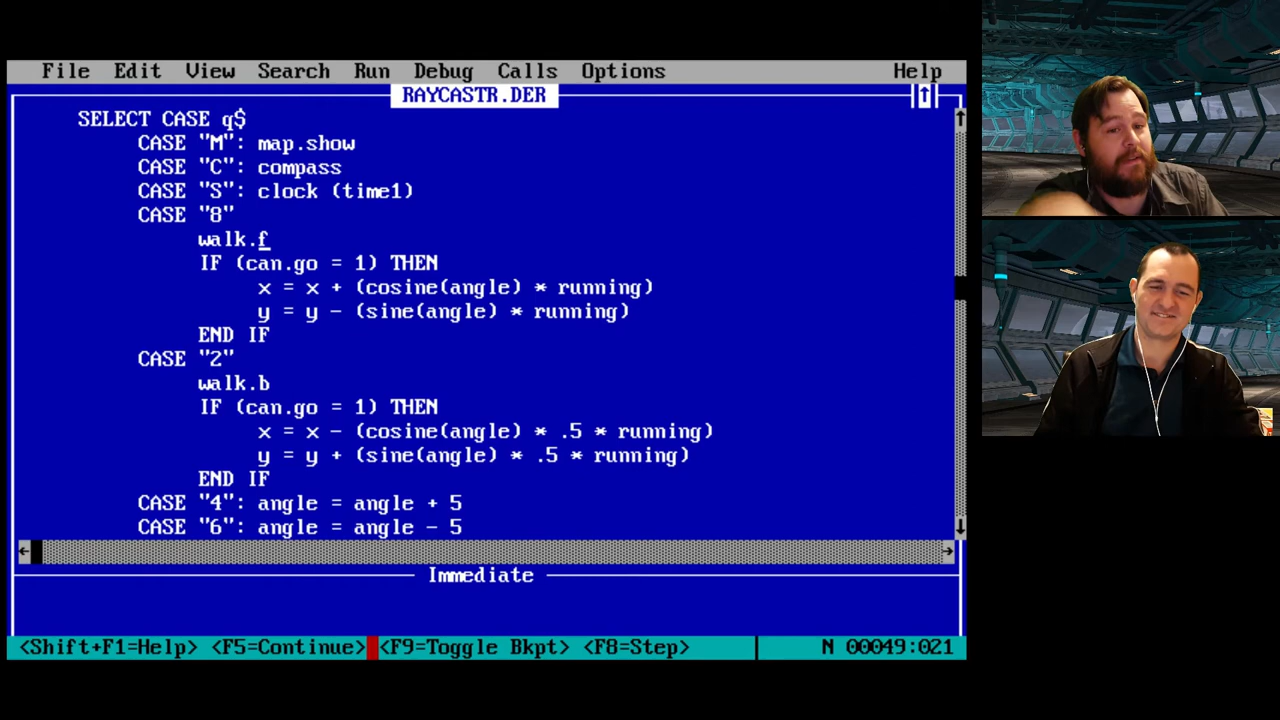 File Edit View Search Run Debug Calls Options Help
RAYCASTR.DER
SELECT CASE q$
CASE "M": map.show
CASE "C": compass
CASE "S": clock (time1)
CASE "8"
walk.f
IF (can.go = 1) THEN
x = x + (cosine(angle) * running)
y = y - (sine(angle) * running)
END IF
CASE "2"
walk.b
IF (can.go = 1) THEN
x = x - (cosine(angle) * .5 * running)
y = y + (sine(angle) * .5 * running)
END IF
CASE "4": angle = angle + 5
CASE "6": angle = angle - 5
Immediate
<Shift+F1=Help> <F5=Continue> <F9=Toggle Bkpt> <F8=Step> N 00049:021